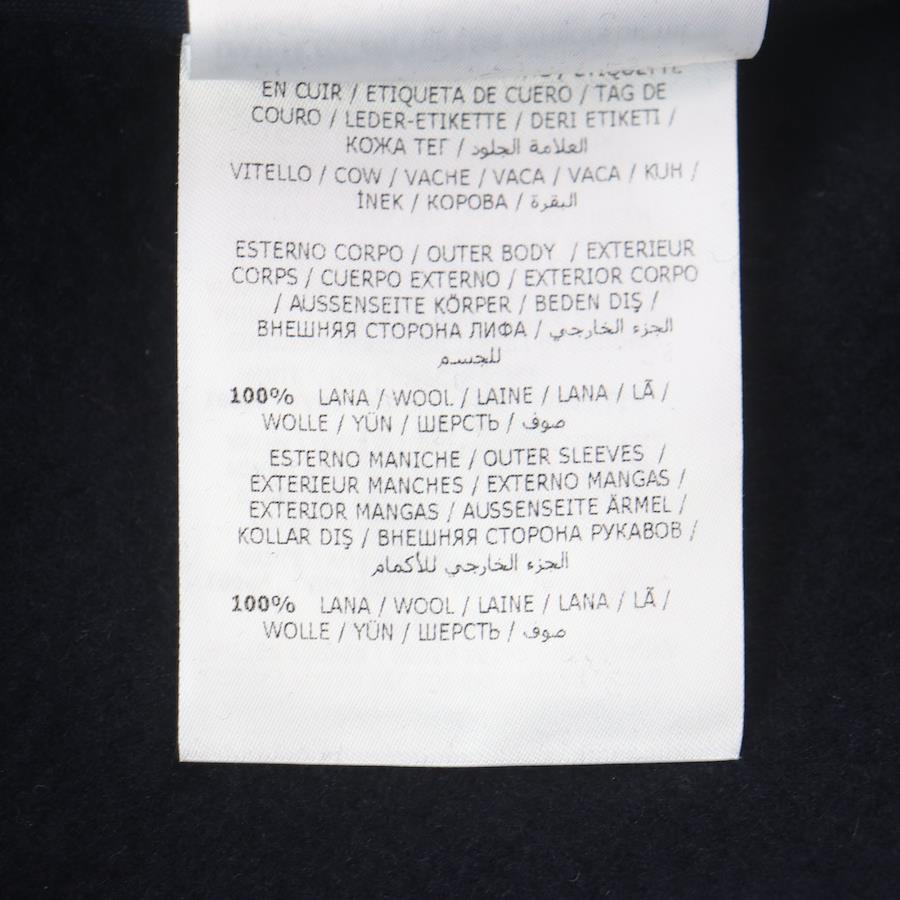 EN CUIR / ETIQUETA DE CUERO / TAG DE
COURO / LEDER-ETIKETTE / DERI ETIKETI /
КОЖА ТЕГ / العلامة الجلود
VITELLO / COW / VACHE / VACA / VACA / KUH /
İNEK / КОРОВА / البقرة
ESTERNO CORPO / OUTER BODY / EXTERIEUR
CORPS / CUERPO EXTERNO / EXTERIOR CORPO
/ AUSSENSEITE KÖRPER / BEDEN DIŞ /
ВНЕШНЯЯ СТОРОНА ЛИФА / الجزء الخارجي
للجسم
100% LANA / WOOL / LAINE / LANA / LÃ /
WOLLE / YÜN / ШЕРСТЬ / صوف
ESTERNO MANICHE / OUTER SLEEVES /
EXTERIEUR MANCHES / EXTERNO MANGAS /
EXTERIOR MANGAS / AUSSENSEITE ÄRMEL /
KOLLAR DIŞ / ВНЕШНЯЯ СТОРОНА РУКАВОВ /
الجزء الخارجي للأكمام
100% LANA / WOOL / LAINE / LANA / LÃ /
WOLLE / YÜN / ШЕРСТЬ / صوف